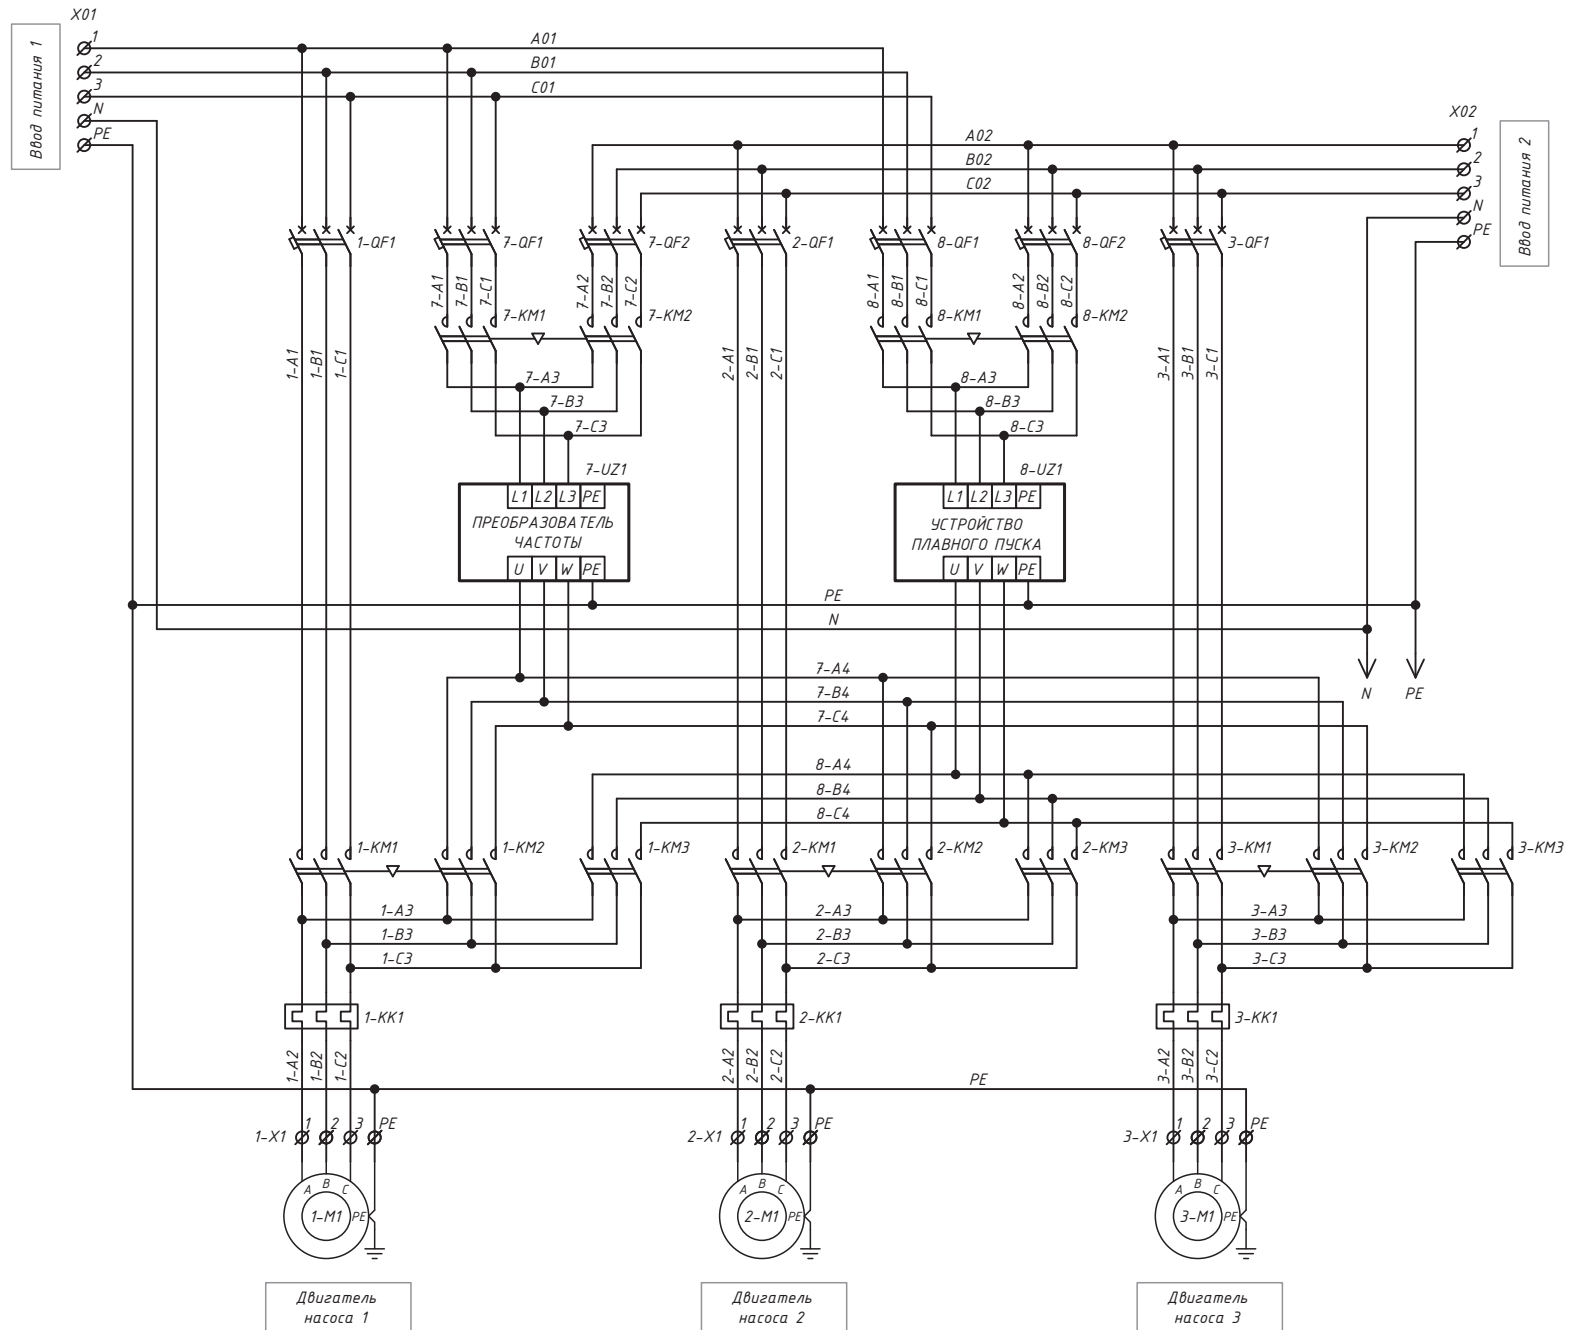 X01
Ввод питания 1
1
2
3
N
PE
A01
B01
C01
X02
Ввод питания 2
1
2
3
N
PE
A02
B02
C02
1-QF1
7-QF1
7-QF2
2-QF1
8-QF1
8-QF2
3-QF1
7-A1
7-B1
7-C1
7-A2
7-B2
7-C2
8-A1
8-B1
8-C1
8-A2
8-B2
8-C2
7-KM1
7-KM2
8-KM1
8-KM2
1-A1
1-B1
1-C1
2-A1
2-B1
2-C1
3-A1
3-B1
3-C1
7-A3
7-B3
7-C3
8-A3
8-B3
8-C3
7-UZ1
L1 L2 L3 PE
ПРЕОБРАЗОВАТЕЛЬ
ЧАСТОТЫ
U V W PE
8-UZ1
L1 L2 L3 PE
УСТРОЙСТВО
ПЛАВНОГО ПУСКА
U V W PE
PE
N
N
PE
7-A4
7-B4
7-C4
8-A4
8-B4
8-C4
1-KM1
1-KM2
1-KM3
2-KM1
2-KM2
2-KM3
3-KM1
3-KM2
3-KM3
1-A3
1-B3
1-C3
2-A3
2-B3
2-C3
3-A3
3-B3
3-C3
1-KK1
2-KK1
3-KK1
1-A2
1-B2
1-C2
2-A2
2-B2
2-C2
3-A2
3-B2
3-C2
PE
1-X1
1 2 3 PE
2-X1
1 2 3 PE
3-X1
1 2 3 PE
A B C
1-M1
PE
A B C
2-M1
PE
A B C
3-M1
PE
Двигатель
насоса 1
Двигатель
насоса 2
Двигатель
насоса 3